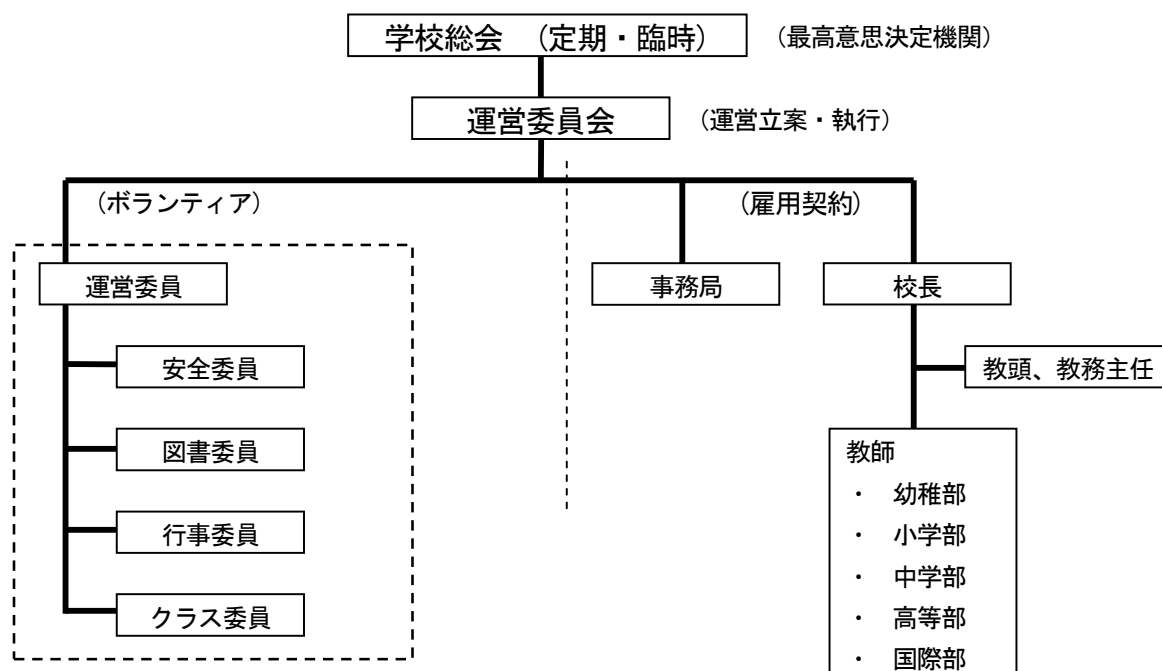 学校総会 （定期・臨時） （最高意思決定機関）
運営委員会 （運営立案・執行）
（ボランティア） （雇用契約）
運営委員 事務局 校長
安全委員 教頭、教務主任
図書委員 教師
・ 幼稚部
・ 小学部
行事委員
・ 中学部
クラス委員 ・ 高等部
・ 国際部